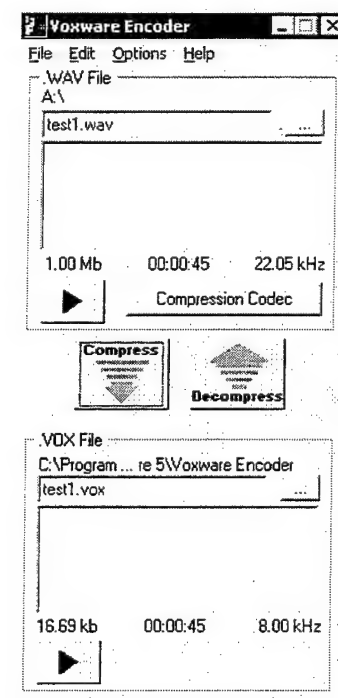 Voxware Encoder
File Edit Options Help
.WAV File
A:\
test1.wav ...
1.00 Mb 00:00:45 22.05 kHz
Compression Codec
Compress
Decompress
.VOX File
C:\Program ... re 5\Voxware Encoder
test1.vox ...
16.69 kb 00:00:45 8.00 kHz